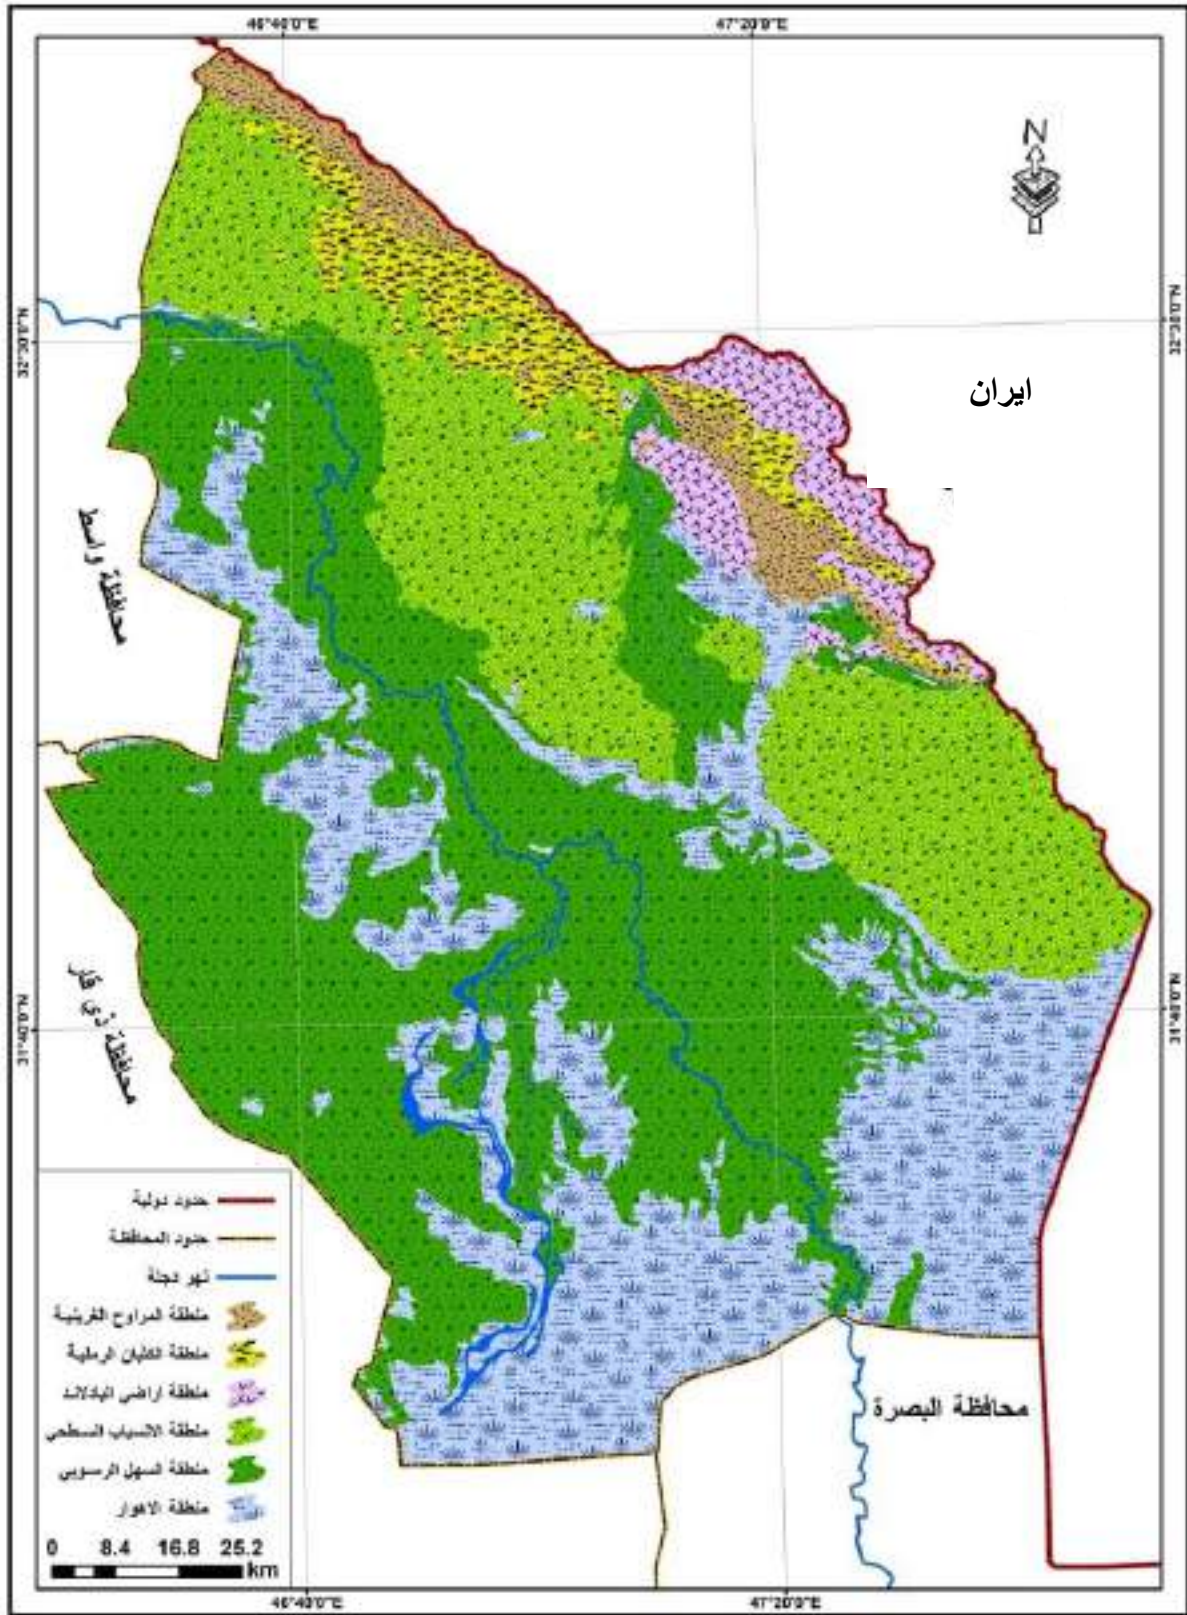 46°40'0"E
47°20'0"E
N
32°30'0"N
32°30'0"N
ايران
محافظة واسط
محافظة ذي قار
31°40'0"N
31°40'0"N
حدود دولية
حدود المحافظة
نهر دجلة
منطقة المراوح الغرينية
منطقة الكثبان الرملية
منطقة اراضي البادلاند
منطقة الانسياب السطحي
منطقة السهل الرسوبي
منطقة الاهوار
0 8.4 16.8 25.2
km
محافظة البصرة
46°40'0"E
47°20'0"E